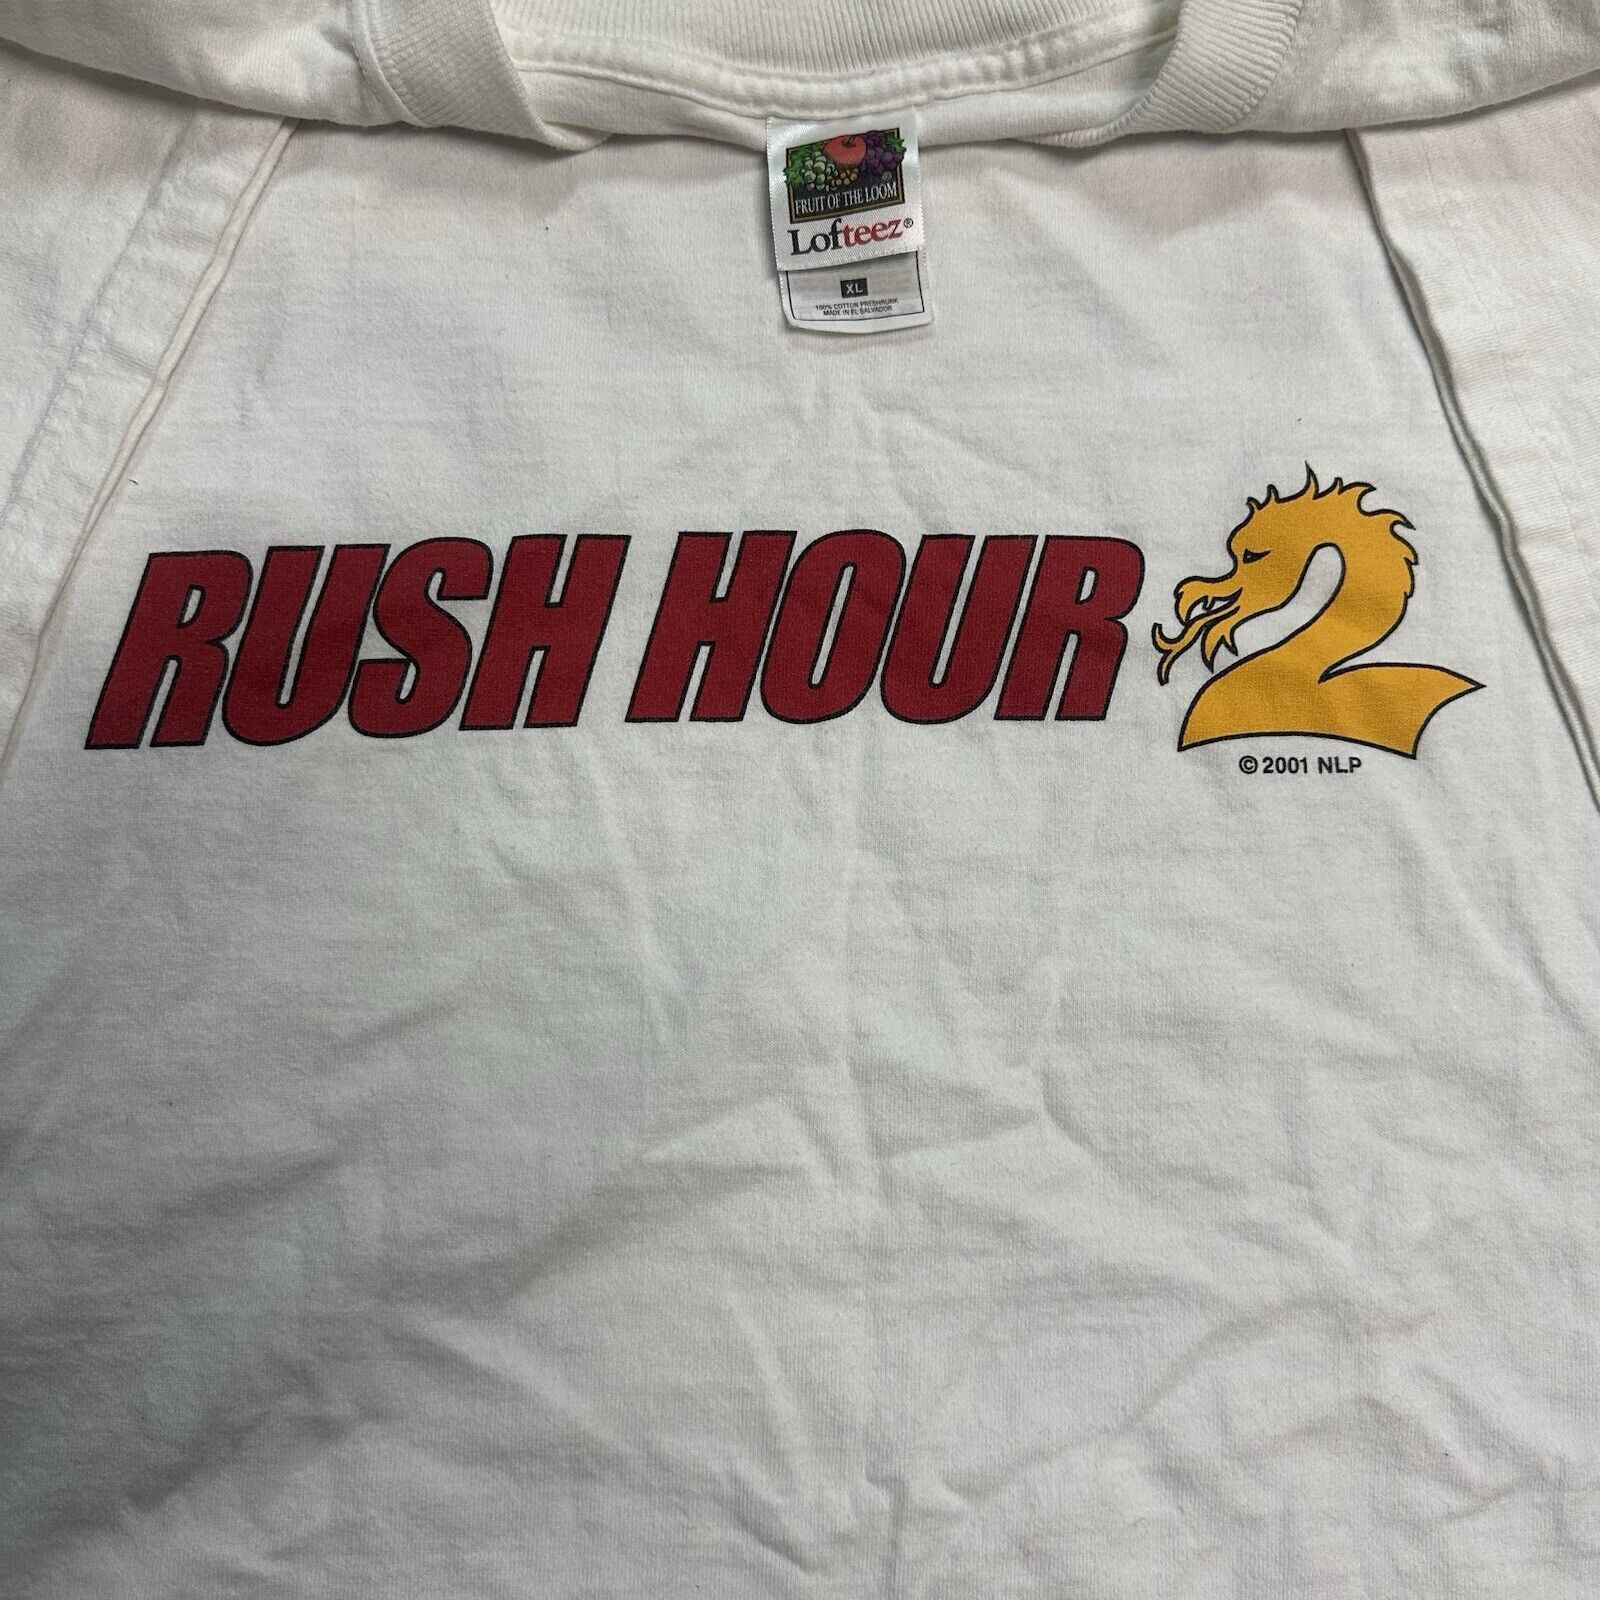 FRUIT OF THE LOOM ®
Lofteez®
XL
100% COTTON PRESHRUNK
MADE IN EL SALVADOR
RUSH HOUR 2
© 2001 NLP